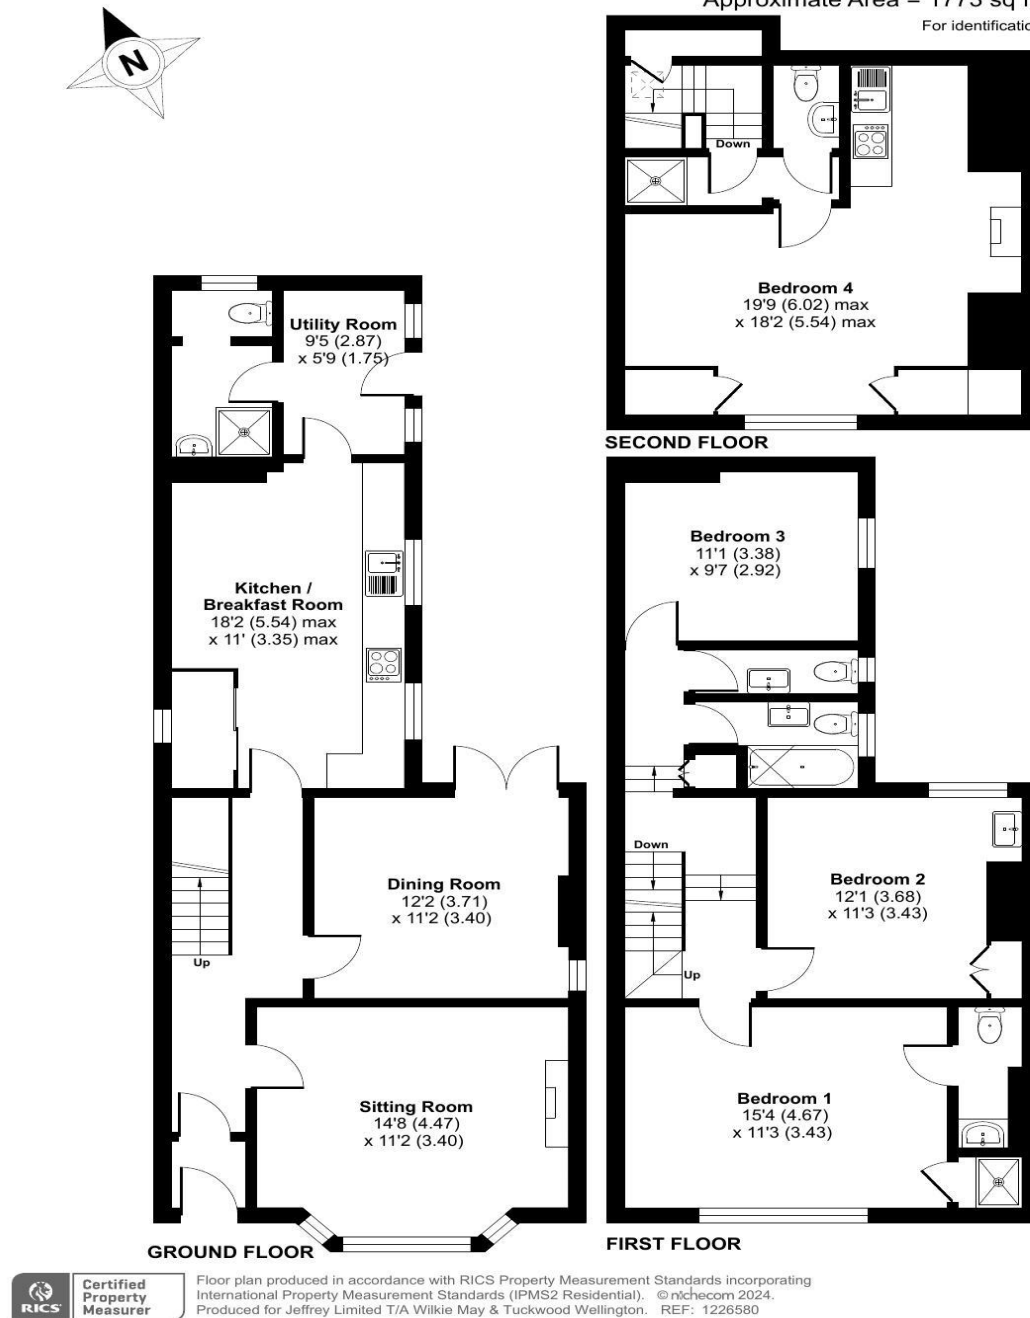 Approximate Area = 1773 sq
For identificatio
N
Down
Bedroom 4
19'9 (6.02) max
x 18'2 (5.54) max
SECOND FLOOR
Utility Room
9'5 (2.87)
x 5'9 (1.75)
Kitchen /
Breakfast Room
18'2 (5.54) max
x 11' (3.35) max
Bedroom 3
11'1 (3.38)
x 9'7 (2.92)
Down
Up
Bedroom 2
12'1 (3.68)
x 11'3 (3.43)
Dining Room
12'2 (3.71)
x 11'2 (3.40)
Up
Sitting Room
14'8 (4.47)
x 11'2 (3.40)
Bedroom 1
15'4 (4.67)
x 11'3 (3.43)
GROUND FLOOR
FIRST FLOOR
RICS
Certified
Property
Measurer
Floor plan produced in accordance with RICS Property Measurement Standards incorporating
International Property Measurement Standards (IPMS2 Residential). © nichecom 2024.
Produced for Jeffrey Limited T/A Wilkie May & Tuckwood Wellington. REF: 1226580